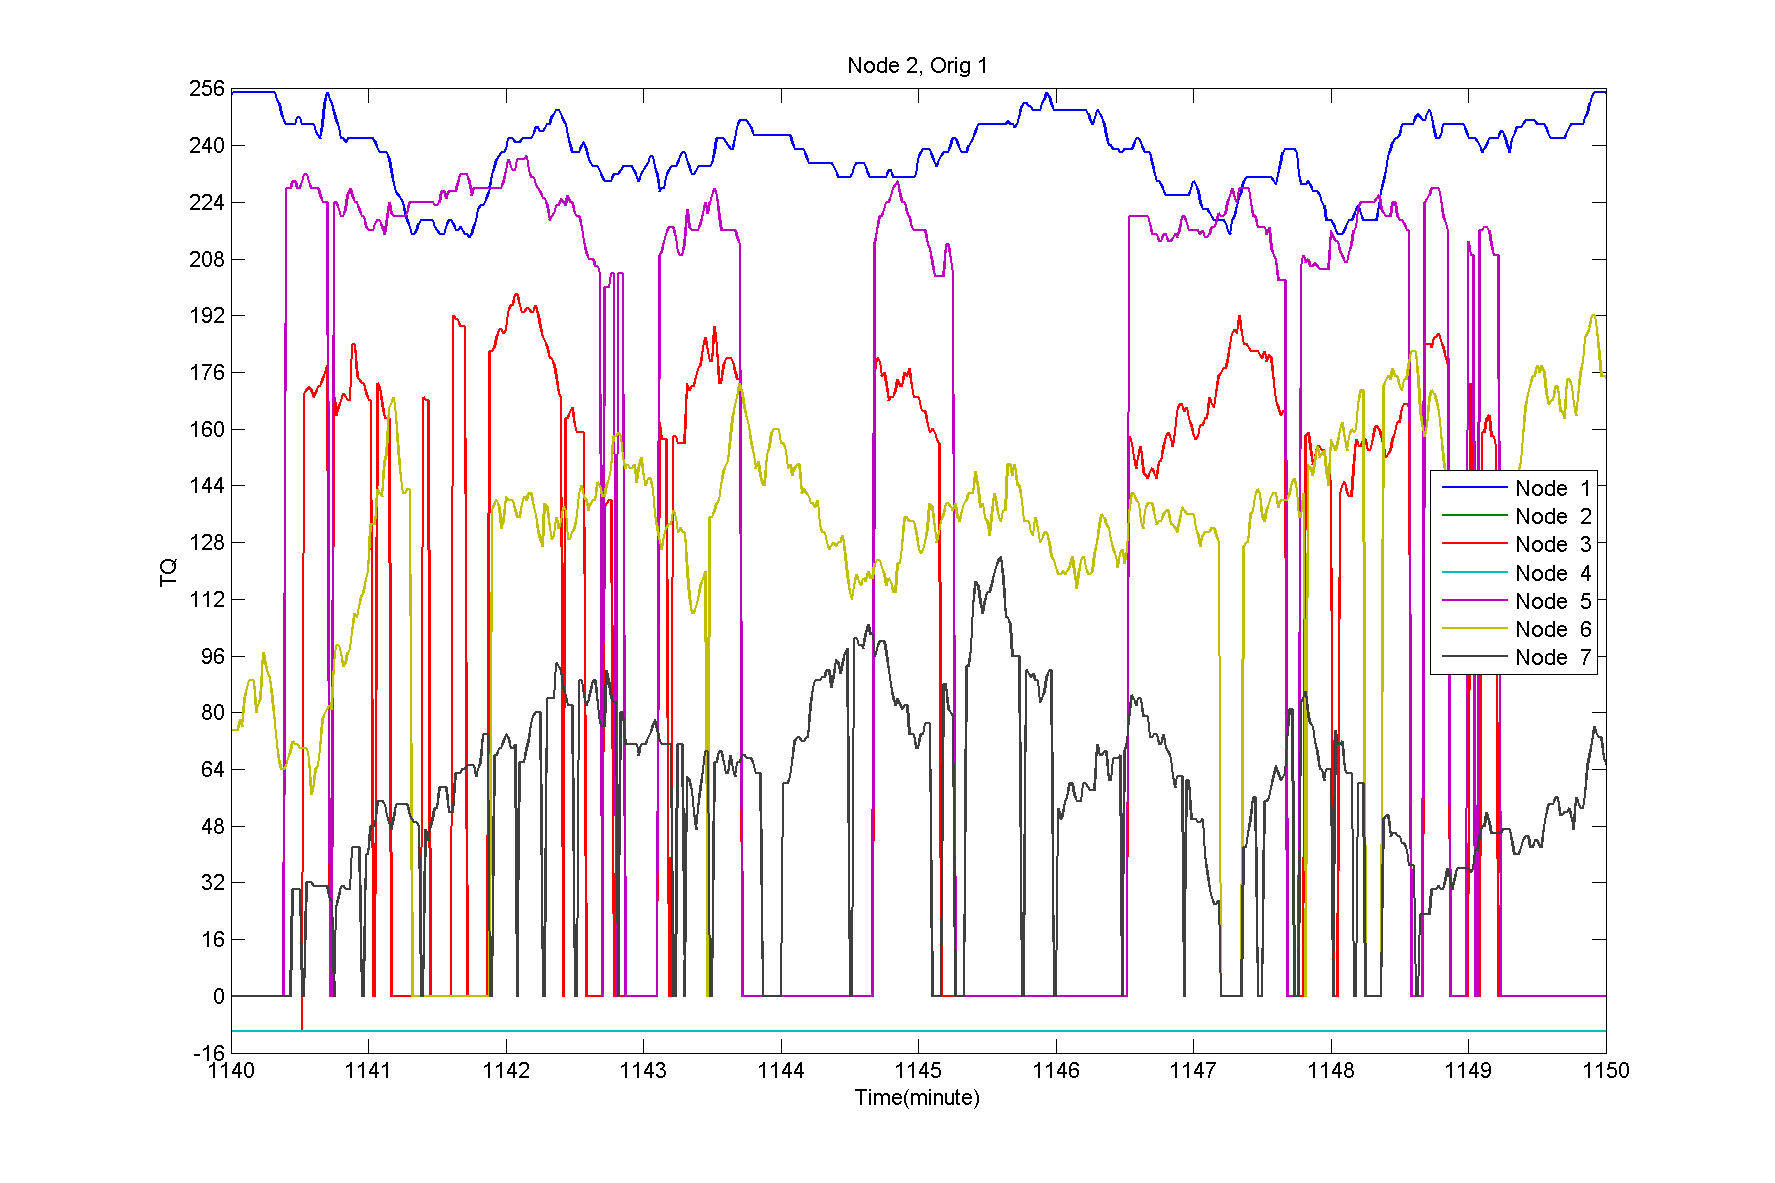 Node 2, Orig 1
256
240
224
208
192
176
160
144
128
112
96
80
64
48
32
16
0
-16
TQ
Node 1
Node 2
Node 3
Node 4
Node 5
Node 6
Node 7
1140 1141 1142 1143 1144 1145 1146 1147 1148 1149 1150
Time(minute)